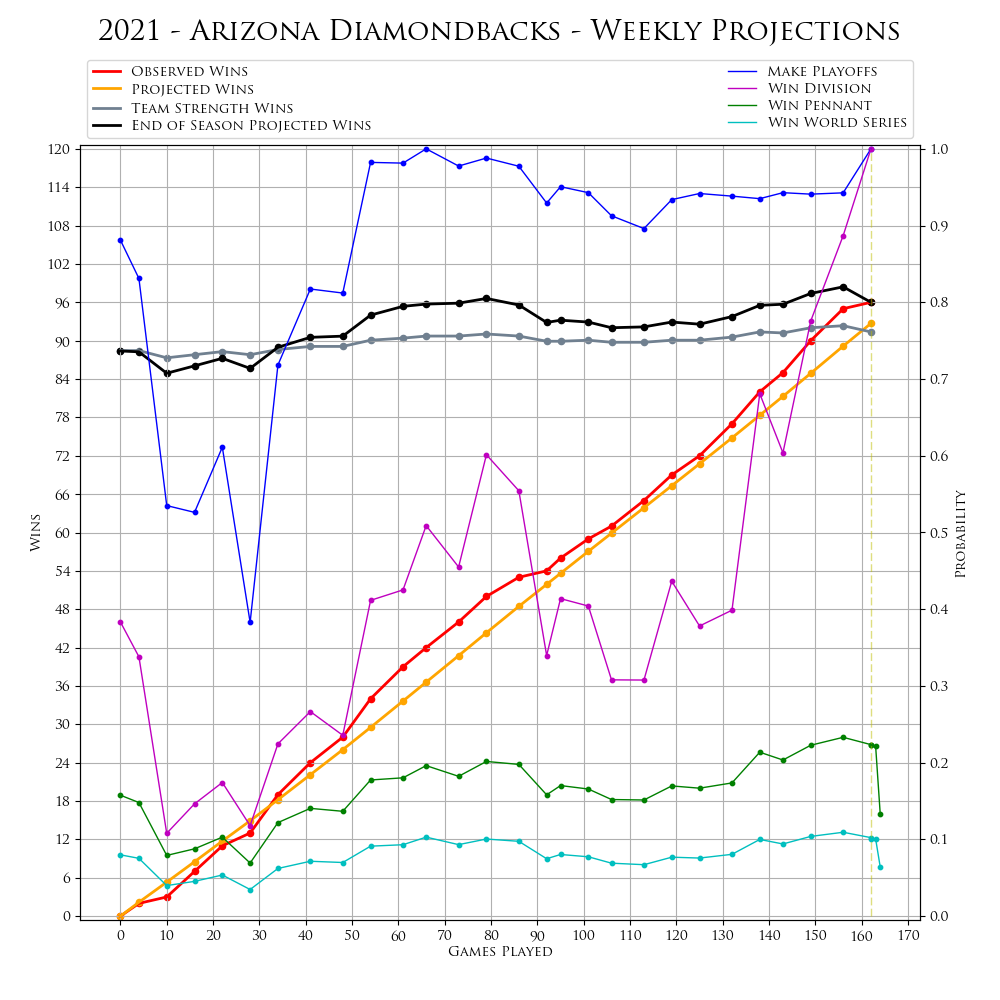 2021 - Arizona Diamondbacks - Weekly Projections
Observed Wins
Projected Wins
Team Strength Wins
End of Season Projected Wins
Make Playoffs
Win Division
Win Pennant
Win World Series
120
114
108
102
96
90
84
78
72
66
60
54
48
42
36
30
24
18
12
6
0
Wins
1.0
0.9
0.8
0.7
0.6
0.5
0.4
0.3
0.2
0.1
0.0
Probability
0 10 20 30 40 50 60 70 80 90 100 110 120 130 140 150 160 170
Games Played